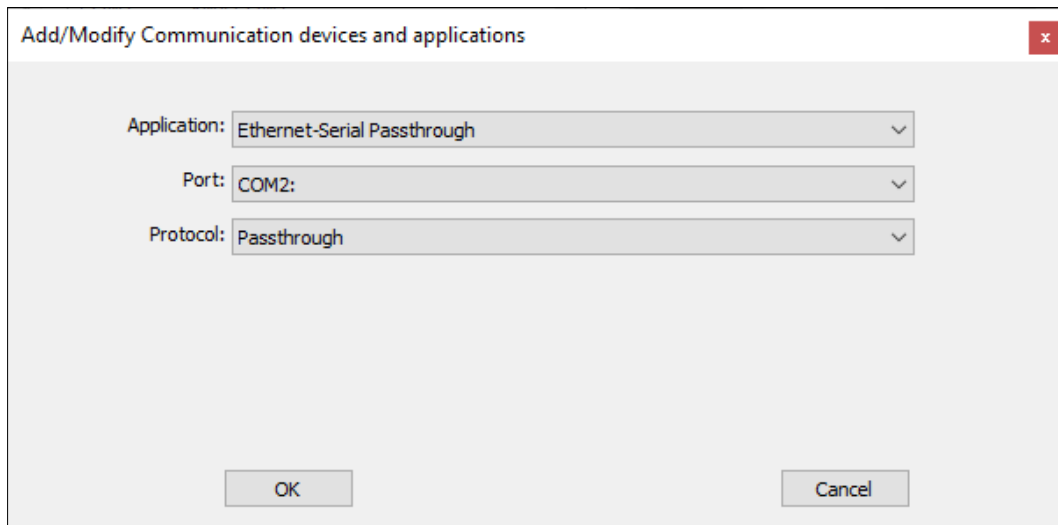 Add/Modify Communication devices and applications
x
Application: Ethernet-Serial Passthrough
Port: COM2:
Protocol: Passthrough
OK Cancel